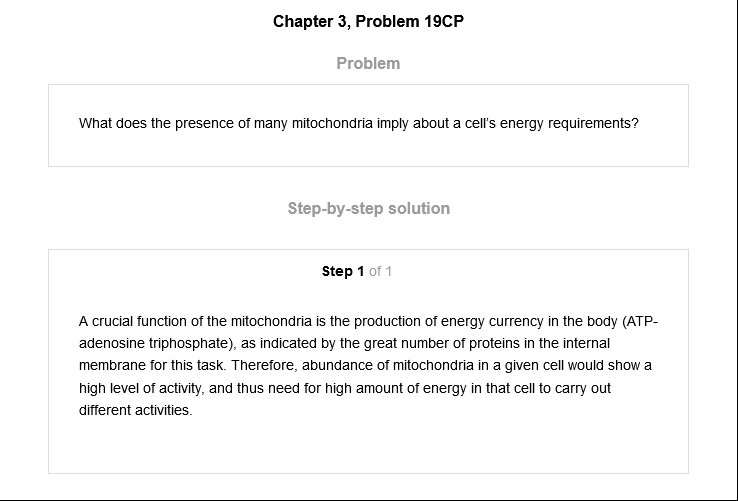 Chapter 3, Problem 19CP
Problem
What does the presence of many mitochondria imply about a cell's energy requirements?
Step-by-step solution
Step 1 of 1
A crucial function of the mitochondria is the production of energy currency in the body (ATP-
adenosine triphosphate), as indicated by the great number of proteins in the internal
membrane for this task. Therefore, abundance of mitochondria in a given cell would show a
high level of activity, and thus need for high amount of energy in that cell to carry out
different activities.